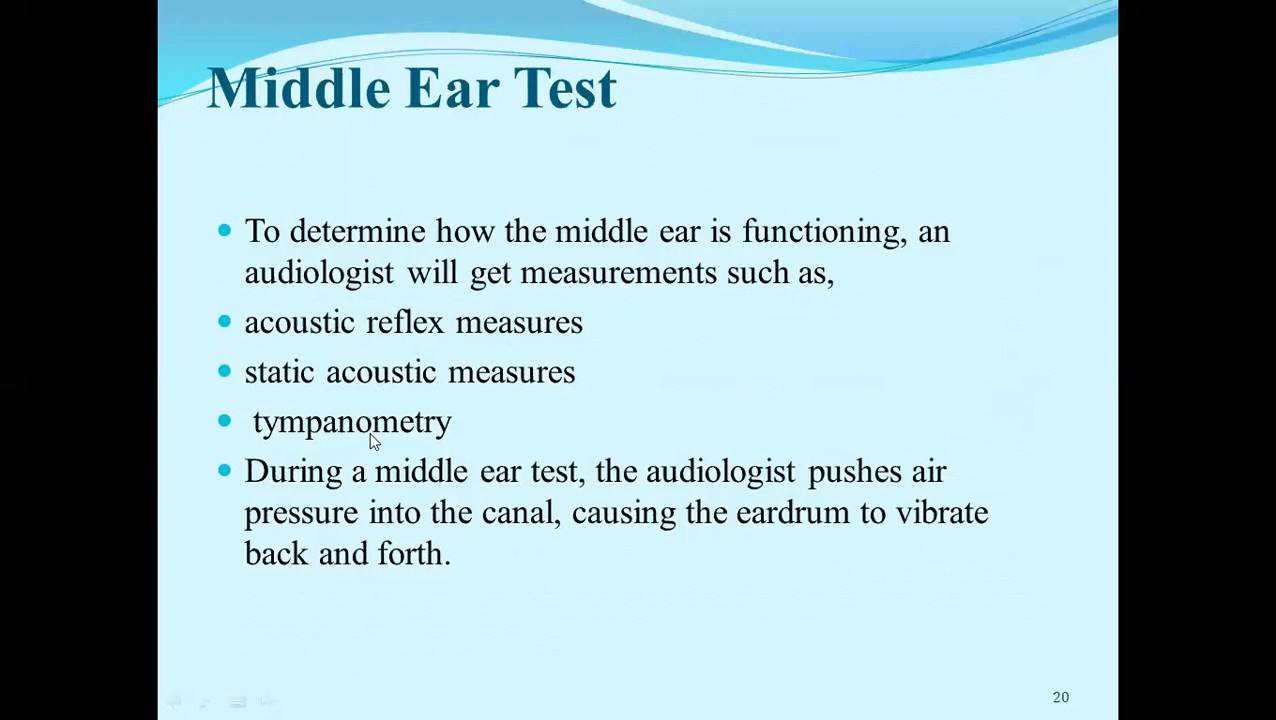 Middle Ear Test
To determine how the middle ear is functioning, an
audiologist will get measurements such as,
acoustic reflex measures
static acoustic measures
tympanometry
During a middle ear test, the audiologist pushes air
pressure into the canal, causing the eardrum to vibrate
back and forth.
20